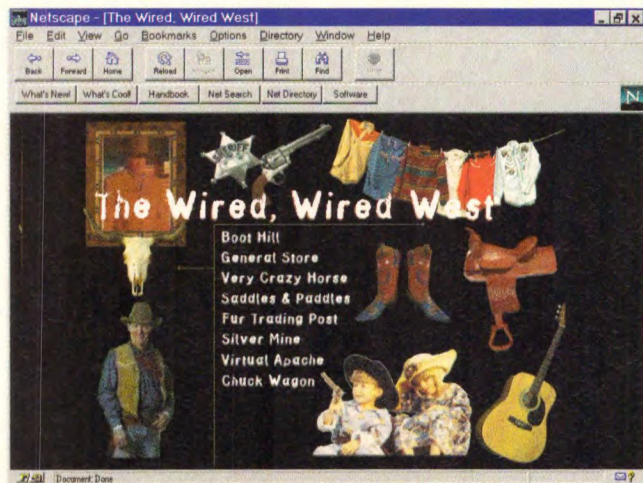 Netscape - [The Wired, Wired West]
File Edit View Go Bookmarks Options Directory Window Help
Back Forward Home Reload Open Print Find Stop
What's New! What's Cool! Handbook Net Search Net Directory Software
N
SHERIFF
The Wired, Wired West
Boot Hill
General Store
Very Crazy Horse
Saddles & Paddles
Fur Trading Post
Silver Mine
Virtual Apache
Chuck Wagon
Document: Done